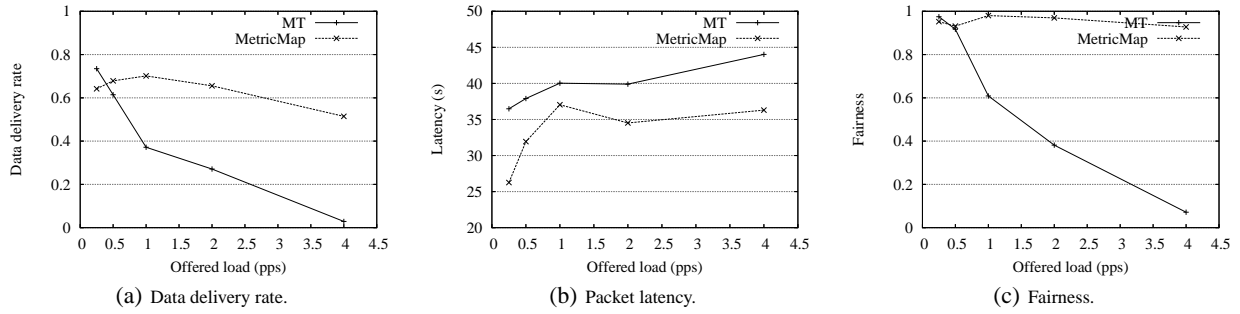 MT
MetricMap
Data delivery rate
1
0.8
0.6
0.4
0.2
0
0 0.5 1 1.5 2 2.5 3 3.5 4 4.5
Offered load (pps)
(a) Data delivery rate.
MT
MetricMap
Latency (s)
50
45
40
35
30
25
20
0 0.5 1 1.5 2 2.5 3 3.5 4 4.5
Offered load (pps)
(b) Packet latency.
MT
MetricMap
Fairness
1
0.8
0.6
0.4
0.2
0
0 0.5 1 1.5 2 2.5 3 3.5 4 4.5
Offered load (pps)
(c) Fairness.